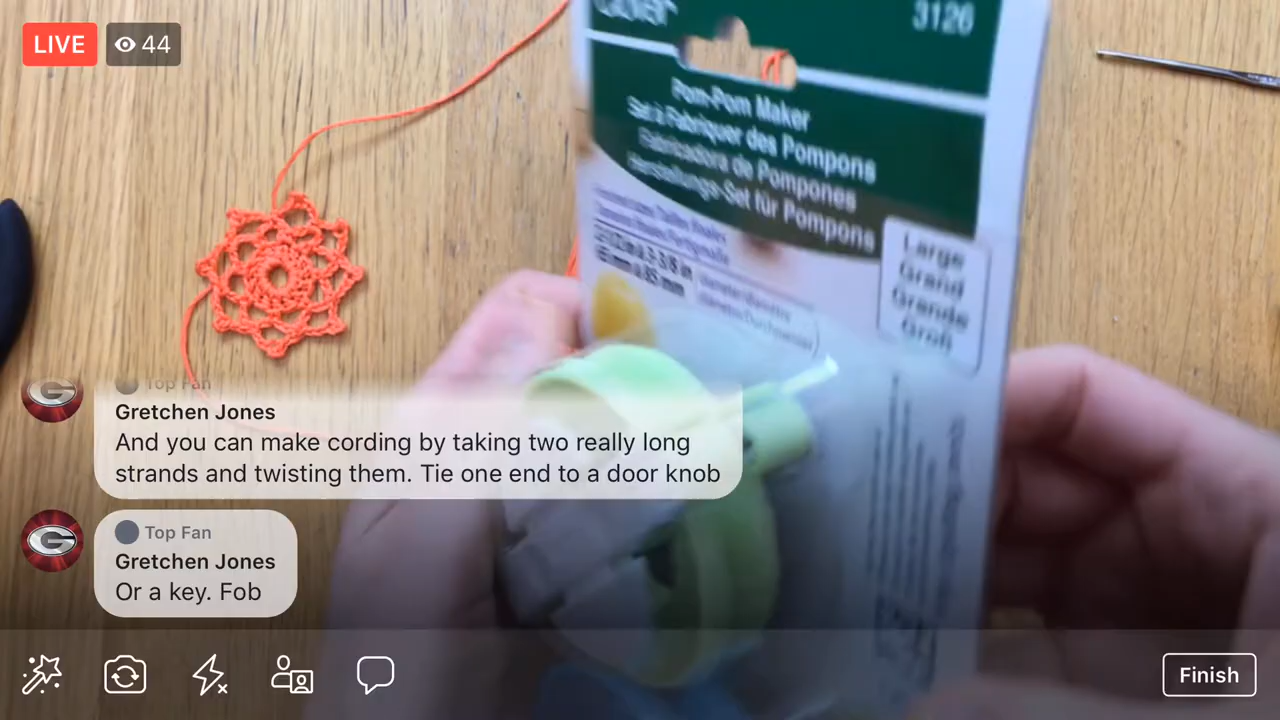 LIVE
44
Clover
3126
Pom-Pom Maker
Set à Fabriquer des Pompons
Fabricadora de Pompones
Herstellungs-Set für Pompons
Large
Grand
Grande
Groß
Top Fan
Gretchen Jones
And you can make cording by taking two really long
strands and twisting them. Tie one end to a door knob
Top Fan
Gretchen Jones
Or a key. Fob
Finish